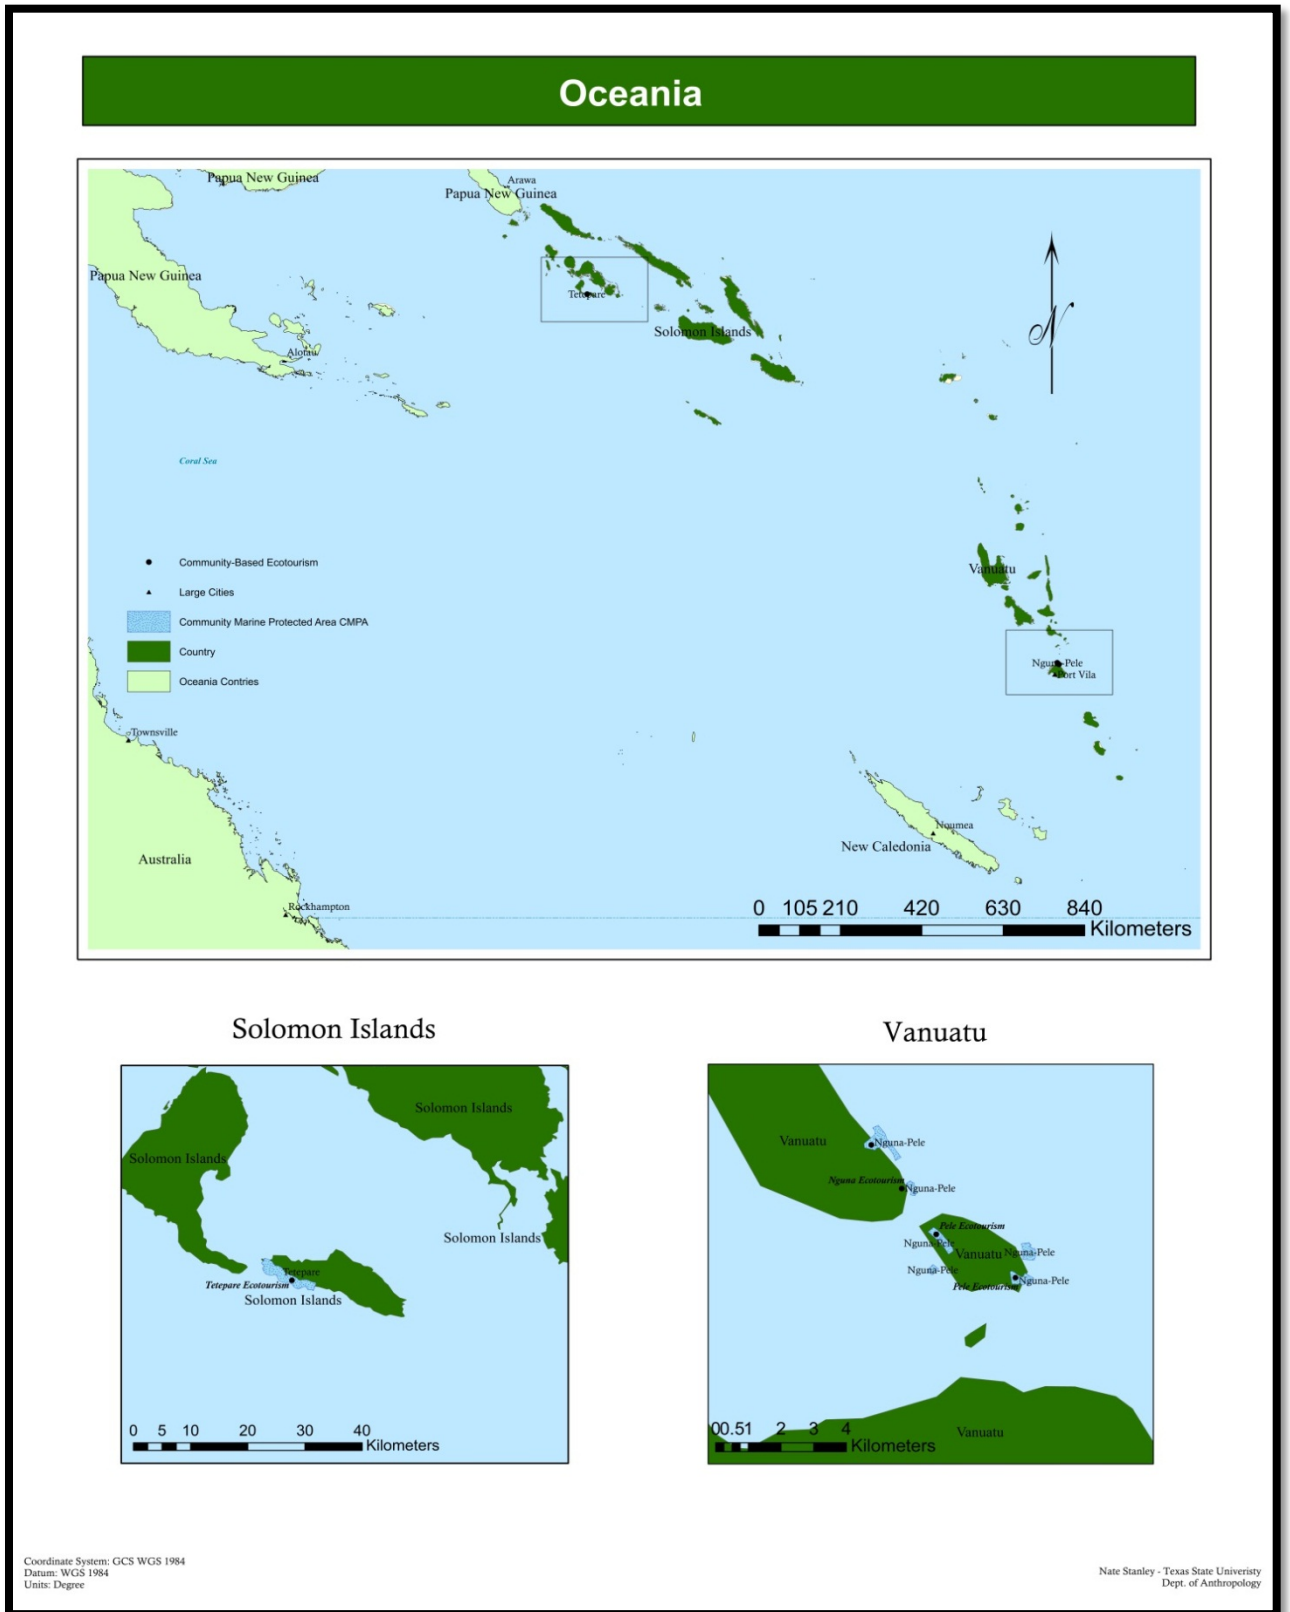 Oceania
Papua New Guinea
Arawa
Papua New Guinea
Papua New Guinea
Tetepare
Solomon Islands
Alotau
N
Coral Sea
Community-Based Ecotourism
Large Cities
Community Marine Protected Area CMPA
Country
Oceania Contries
Vanuatu
Nguna-Pele
Port Vila
Townsville
Australia
Noumea
New Caledonia
Rockhampton
0 105 210 420 630 840
Kilometers
Solomon Islands
Solomon Islands
Solomon Islands
Solomon Islands
Tetepare
Tetepare Ecotourism
Solomon Islands
0 5 10 20 30 40
Kilometers
Vanuatu
Vanuatu
Nguna-Pele
Nguna Ecotourism
Nguna-Pele
Pele Ecotourism
Nguna-Pele
Vanuatu
Nguna-Pele
Nguna-Pele
Nguna-Pele
Pele Ecotourism
Vanuatu
00.51 2 3 4
Kilometers
Coordinate System: GCS WGS 1984
Datum: WGS 1984
Units: Degree
Nate Stanley - Texas State Univeristy
Dept. of Anthropology